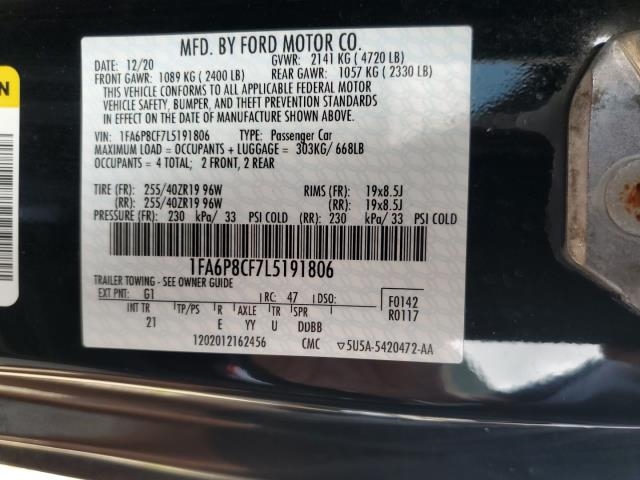 MFD. BY FORD MOTOR CO.
DATE: 12/20 GVWR: 2141 KG (4720 LB)
FRONT GAWR: 1089 KG (2400 LB) REAR GAWR: 1057 KG (2330 LB)
THIS VEHICLE CONFORMS TO ALL APPLICABLE FEDERAL MOTOR
VEHICLE SAFETY, BUMPER, AND THEFT PREVENTION STANDARDS
IN EFFECT ON THE DATE OF MANUFACTURE SHOWN ABOVE.
VIN: 1FA6P8CF7L5191806 TYPE: Passenger Car
MAXIMUM LOAD = OCCUPANTS + LUGGAGE = 303KG/ 668LB
OCCUPANTS = 4 TOTAL; 2 FRONT, 2 REAR
TIRE (FR): 255/40ZR19 96W RIMS (FR): 19x8.5J
(RR): 255/40ZR19 96W (RR): 19x8.5J
PRESSURE (FR): 230 kPa/ 33 PSI COLD (RR): 230 kPa/ 33 PSI COLD
1FA6P8CF7L5191806
TRAILER TOWING - SEE OWNER GUIDE
EXT PNT: G1 RC: 47 DSO: F0142
INT TR TP/PS R AXLE TR SPR R0117
21 E YY U DDBB
1202012162456 CMC ▽5U5A-5420472-AA